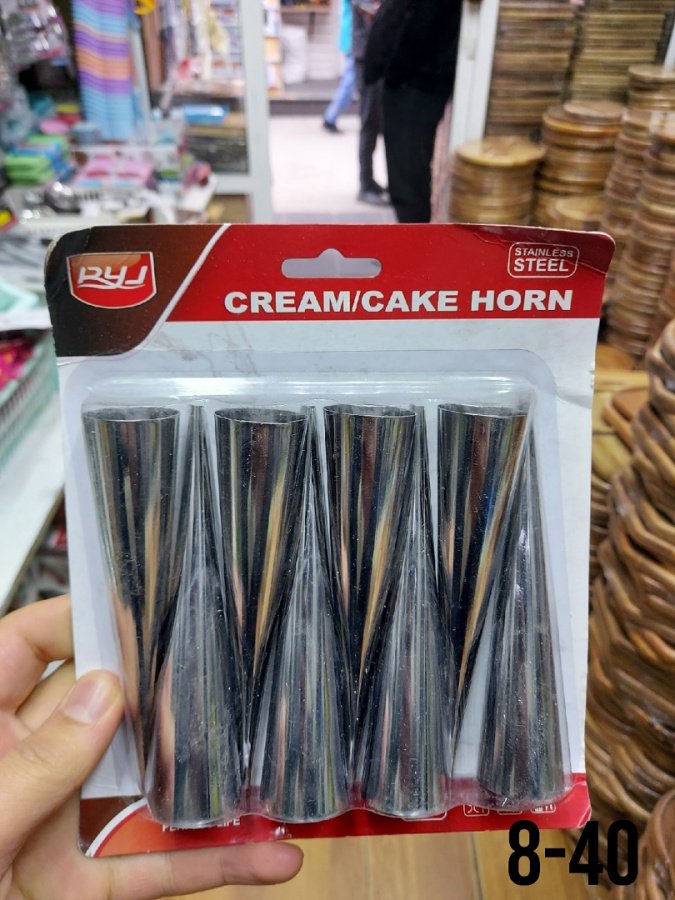 RYJ
STAINLESS
STEEL
CREAM/CAKE HORN
8-40